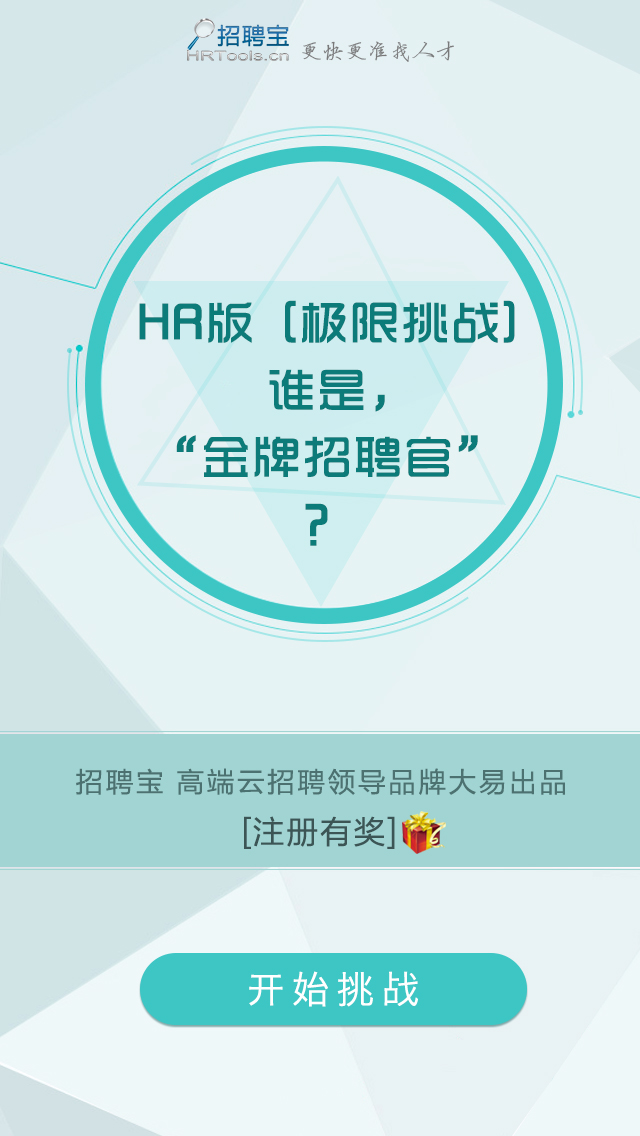 招聘宝
HRTools.cn 更快更准找人才
HR版 [极限挑战]
谁是，
“金牌招聘官”
？
招聘宝 高端云招聘领导品牌大易出品
[注册有奖]
开始挑战